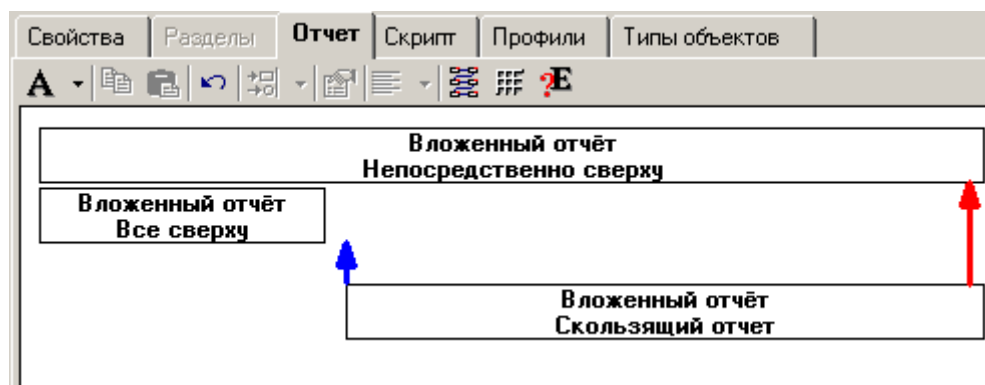 Свойства Разделы Отчет Скрипт Профили Типы объектов
A ?E
Вложенный отчёт
Непосредственно сверху
Вложенный отчёт
Все сверху
Вложенный отчёт
Скользящий отчет